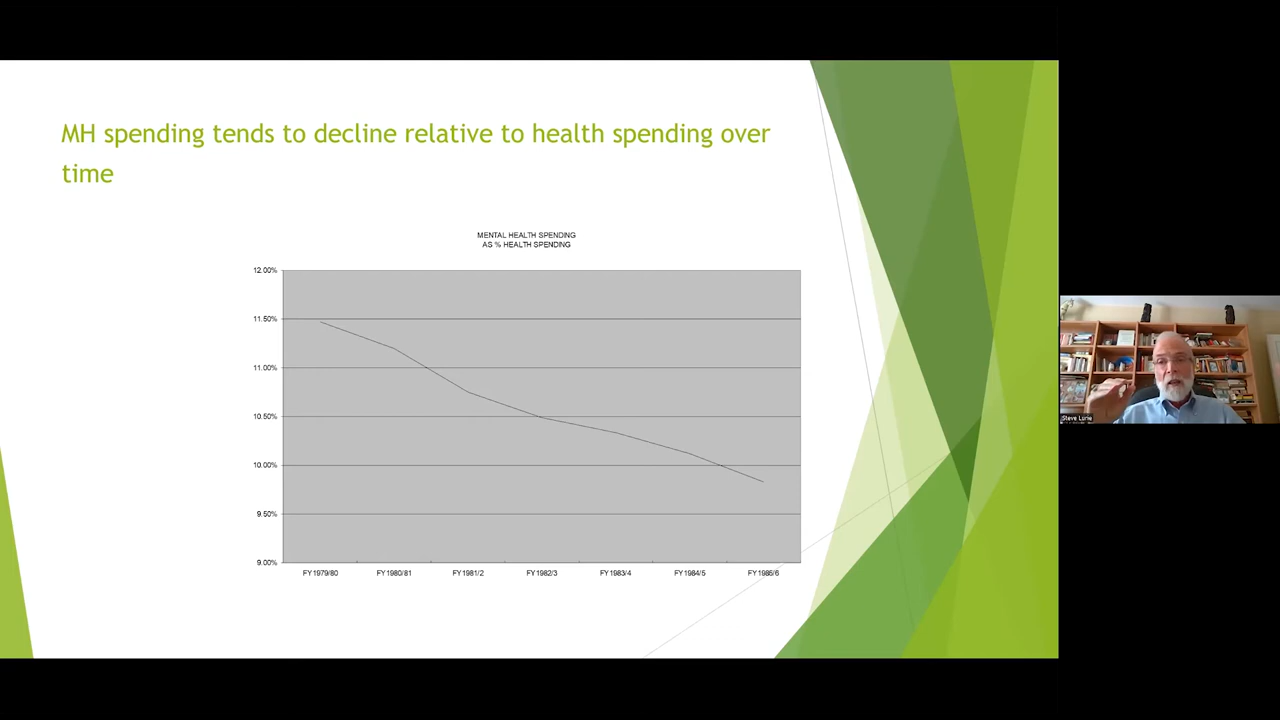 MH spending tends to decline relative to health spending over
time
MENTAL HEALTH SPENDING
AS % HEALTH SPENDING
12.00%
11.50%
11.00%
10.50%
10.00%
9.50%
9.00%
FY1979/80 FY1980/81 FY1981/2 FY1982/3 FY1983/4 FY1984/5 FY1985/6
Steve Lurie